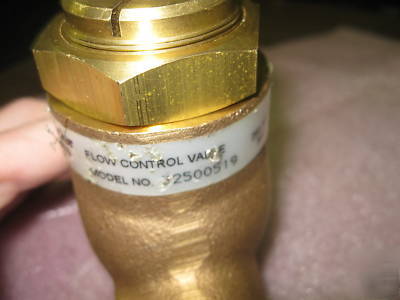 FLOW CONTROL VALVE
MODEL NO. 32500519